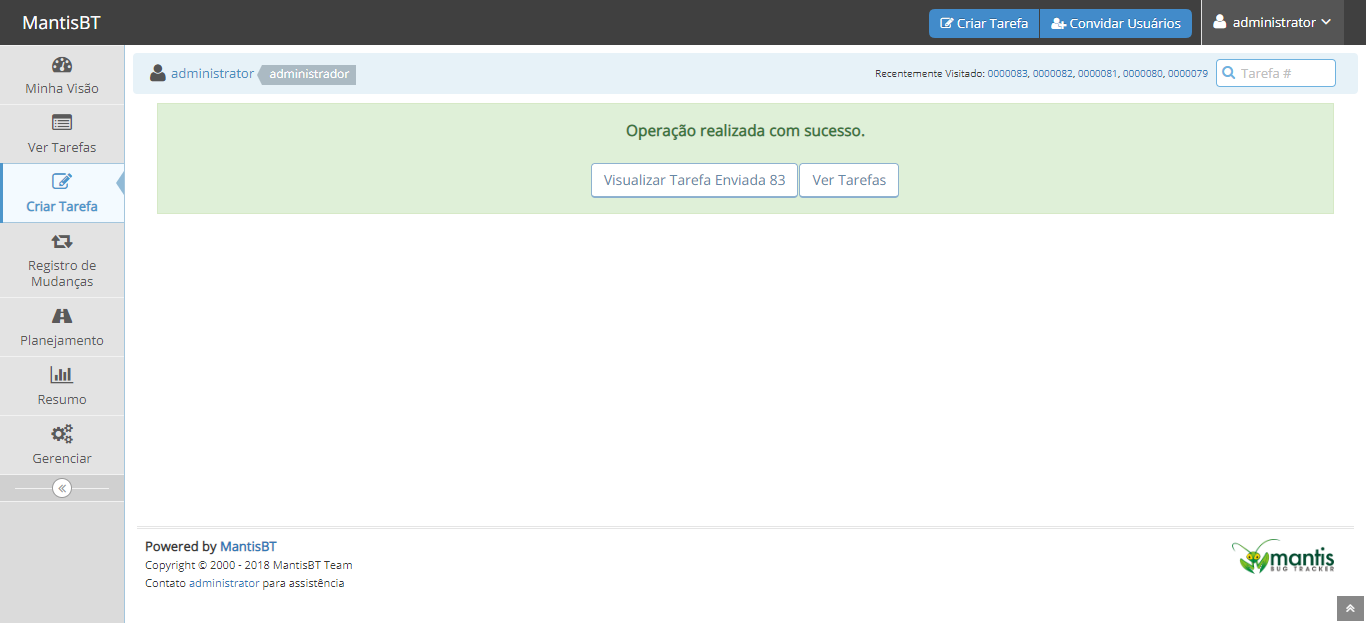 MantisBT
Criar Tarefa
Convidar Usuários
administrator
Minha Visão
Ver Tarefas
Criar Tarefa
Registro de
Mudanças
Planejamento
Resumo
Gerenciar
administrator administrador
Recentemente Visitado: 0000083, 0000082, 0000081, 0000080, 0000079
Tarefa #
Operação realizada com sucesso.
Visualizar Tarefa Enviada 83
Ver Tarefas
Powered by MantisBT
Copyright © 2000 - 2018 MantisBT Team
Contato administrator para assistência
mantis
BUG TRACKER